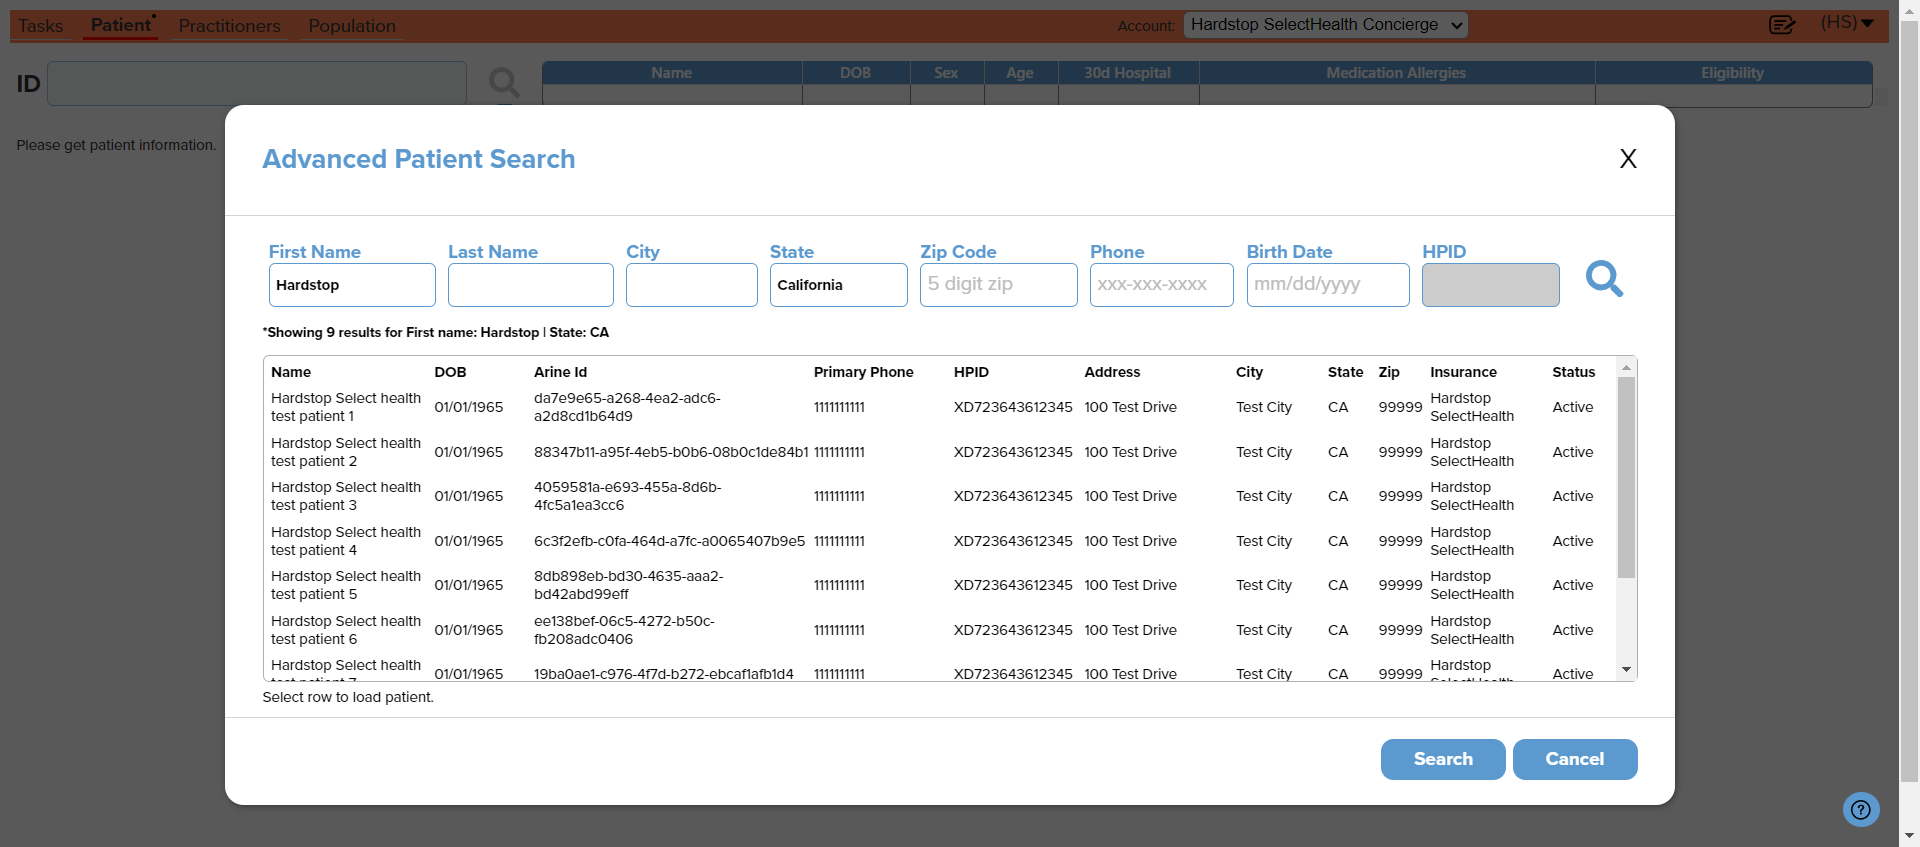 Tasks Patient Practitioners Population Account: Hardstop SelectHealth Concierge (HS)
ID
Name DOB Sex Age 30d Hospital Medication Allergies Eligibility
Please get patient information.
Advanced Patient Search X
First Name Last Name City State Zip Code Phone Birth Date HPID
Hardstop California 5 digit zip xxx-xxx-xxxx mm/dd/yyyy
*Showing 9 results for First name: Hardstop | State: CA
Name DOB Arine Id Primary Phone HPID Address City State Zip Insurance Status
Hardstop Select health da7e9e65-a268-4ea2-adc6- Hardstop
01/01/1965 1111111111 XD723643612345 100 Test Drive Test City CA 99999 Active
test patient 1 a2d8cd1b64d9 SelectHealth
Hardstop Select health Hardstop
01/01/1965 88347b11-a95f-4eb5-b0b6-08b0c1de84b1 1111111111 XD723643612345 100 Test Drive Test City CA 99999 Active
test patient 2 SelectHealth
Hardstop Select health 4059581a-e693-455a-8d6b- Hardstop
01/01/1965 1111111111 XD723643612345 100 Test Drive Test City CA 99999 Active
test patient 3 4fc5a1ea3cc6 SelectHealth
Hardstop Select health Hardstop
01/01/1965 6c3f2efb-c0fa-464d-a7fc-a0065407b9e5 1111111111 XD723643612345 100 Test Drive Test City CA 99999 Active
test patient 4 SelectHealth
Hardstop Select health 8db898eb-bd30-4635-aaa2- Hardstop
01/01/1965 1111111111 XD723643612345 100 Test Drive Test City CA 99999 Active
test patient 5 bd42abd99eff SelectHealth
Hardstop Select health ee138bef-06c5-4272-b50c- Hardstop
01/01/1965 1111111111 XD723643612345 100 Test Drive Test City CA 99999 Active
test patient 6 fb208adc0406 SelectHealth
Hardstop Select health Hardstop
01/01/1965 19ba0ae1-c976-4f7d-b272-ebcaf1afb1d4 1111111111 XD723643612345 100 Test Drive Test City CA 99999 Active
Select row to load patient.
Search Cancel